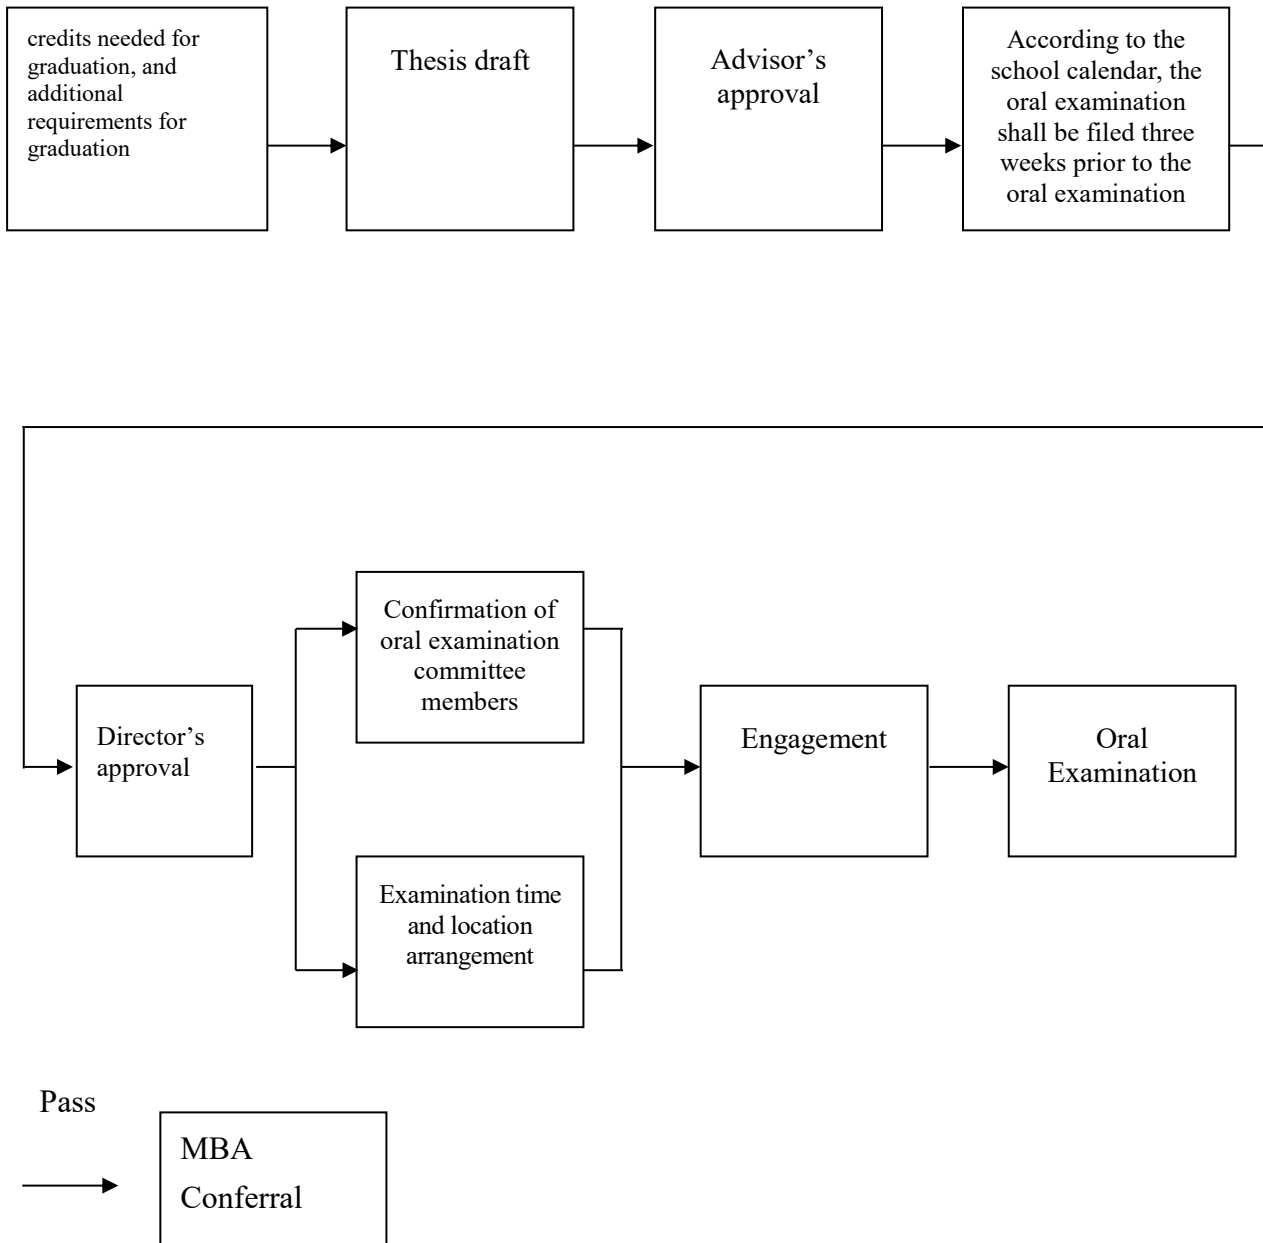 credits needed for
graduation, and
additional
requirements for
graduation
Thesis draft
Advisor’s
approval
According to the
school calendar, the
oral examination
shall be filed three
weeks prior to the
oral examination
Director’s
approval
Confirmation of
oral examination
committee
members
Examination time
and location
arrangement
Engagement
Oral
Examination
Pass
MBA
Conferral